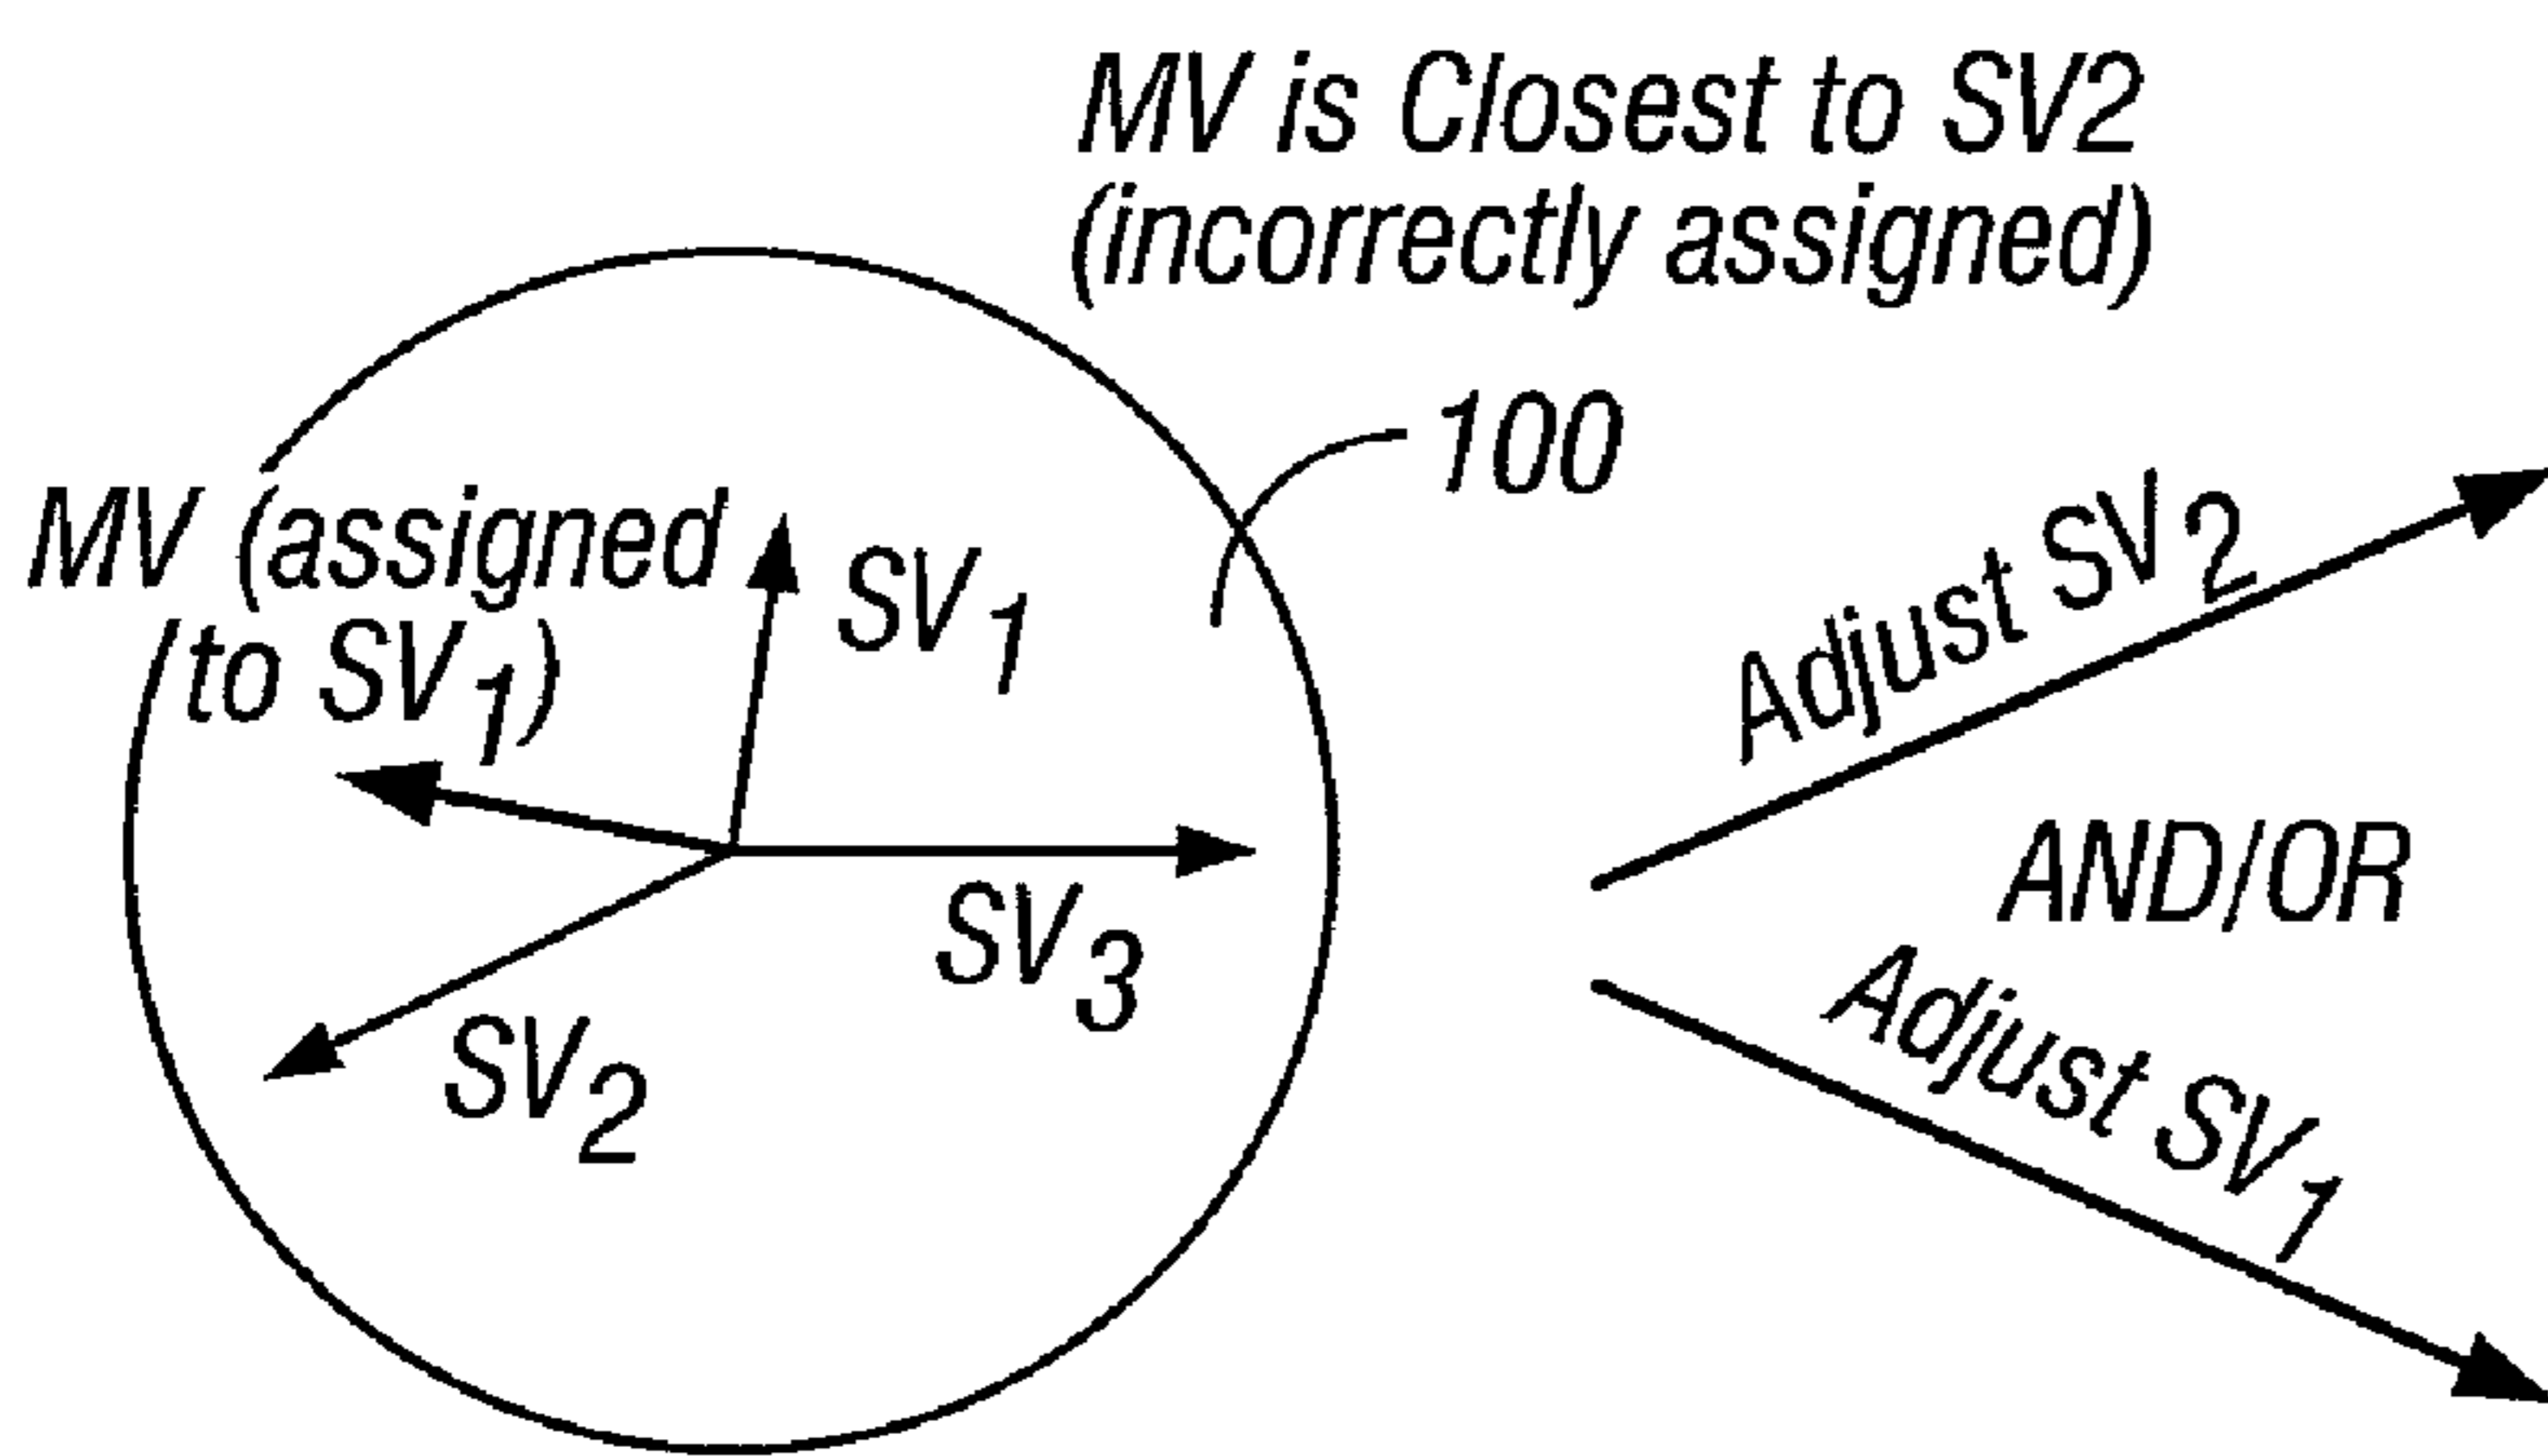 MV is Closest to SV2
(incorrectly assigned)
100
MV (assigned
to SV1)
SV1
SV3
SV2
Adjust SV2
AND/OR
Adjust SV1